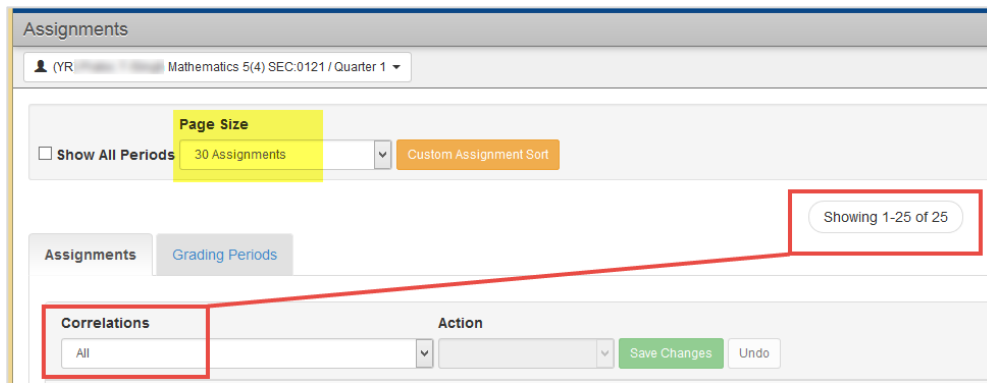 Assignments
(YR Mathematics 5(4) SEC:0121 / Quarter 1
Page Size
Show All Periods 30 Assignments Custom Assignment Sort
Showing 1-25 of 25
Assignments Grading Periods
Correlations Action
All Save Changes Undo